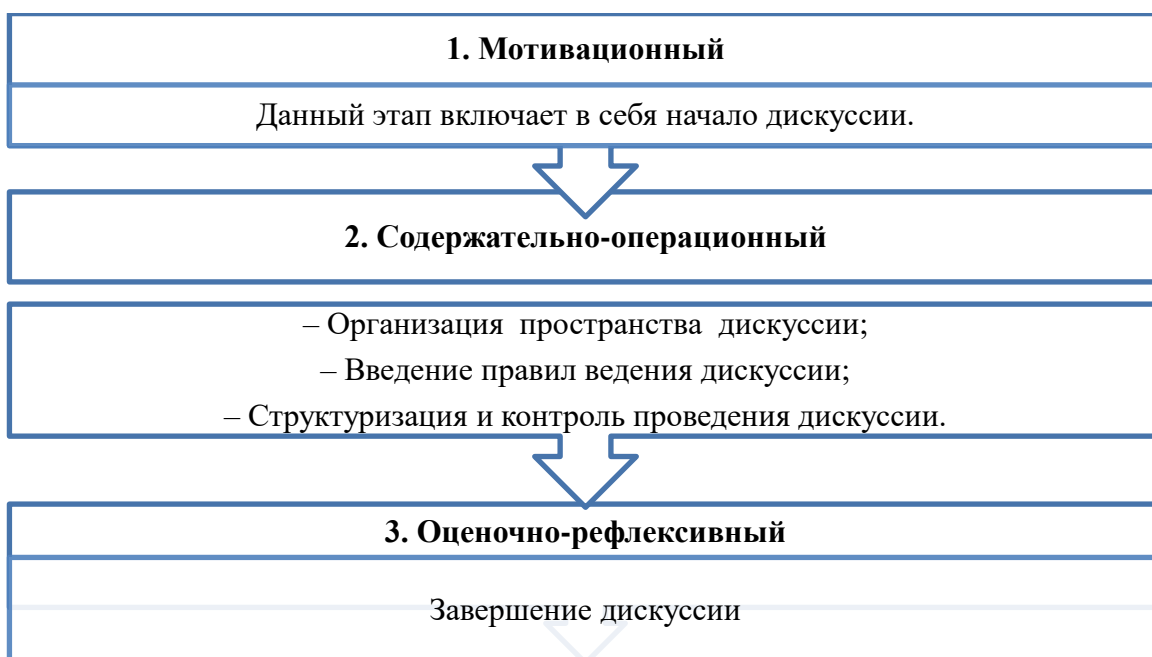 1. Мотивационный
Данный этап включает в себя начало дискуссии.
2. Содержательно-операционный
– Организация пространства дискуссии;
– Введение правил ведения дискуссии;
– Структуризация и контроль проведения дискуссии.
3. Оценочно-рефлексивный
Завершение дискуссии